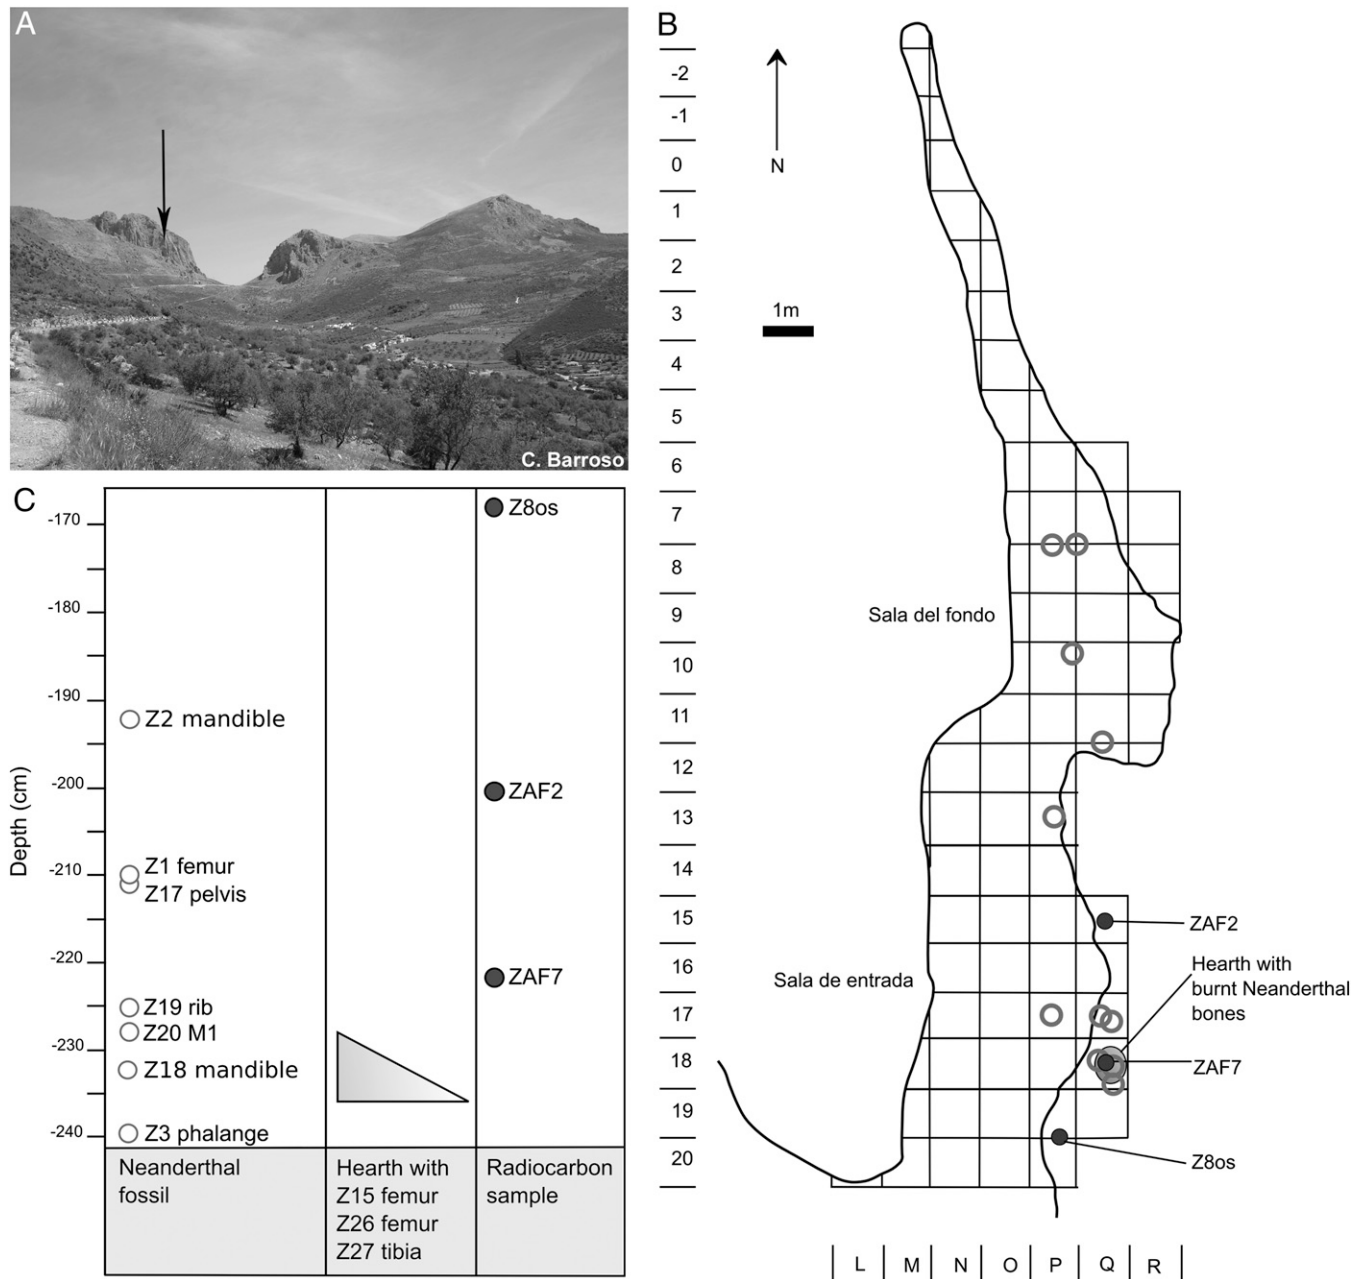 A
C. Barroso
B
-2
-1
0
1
2
3
4
5
6
7
8
9
10
11
12
13
14
15
16
17
18
19
20
N
1m
Sala del fondo
Sala de entrada
ZAF2
Hearth with
burnt Neanderthal
bones
ZAF7
Z8os
L M N O P Q R
C
Depth (cm)
-170
-180
-190
-200
-210
-220
-230
-240
Z2 mandible
Z1 femur
Z17 pelvis
Z19 rib
Z20 M1
Z18 mandible
Z3 phalange
Z8os
ZAF2
ZAF7
Neanderthal
fossil
Hearth with
Z15 femur
Z26 femur
Z27 tibia
Radiocarbon
sample